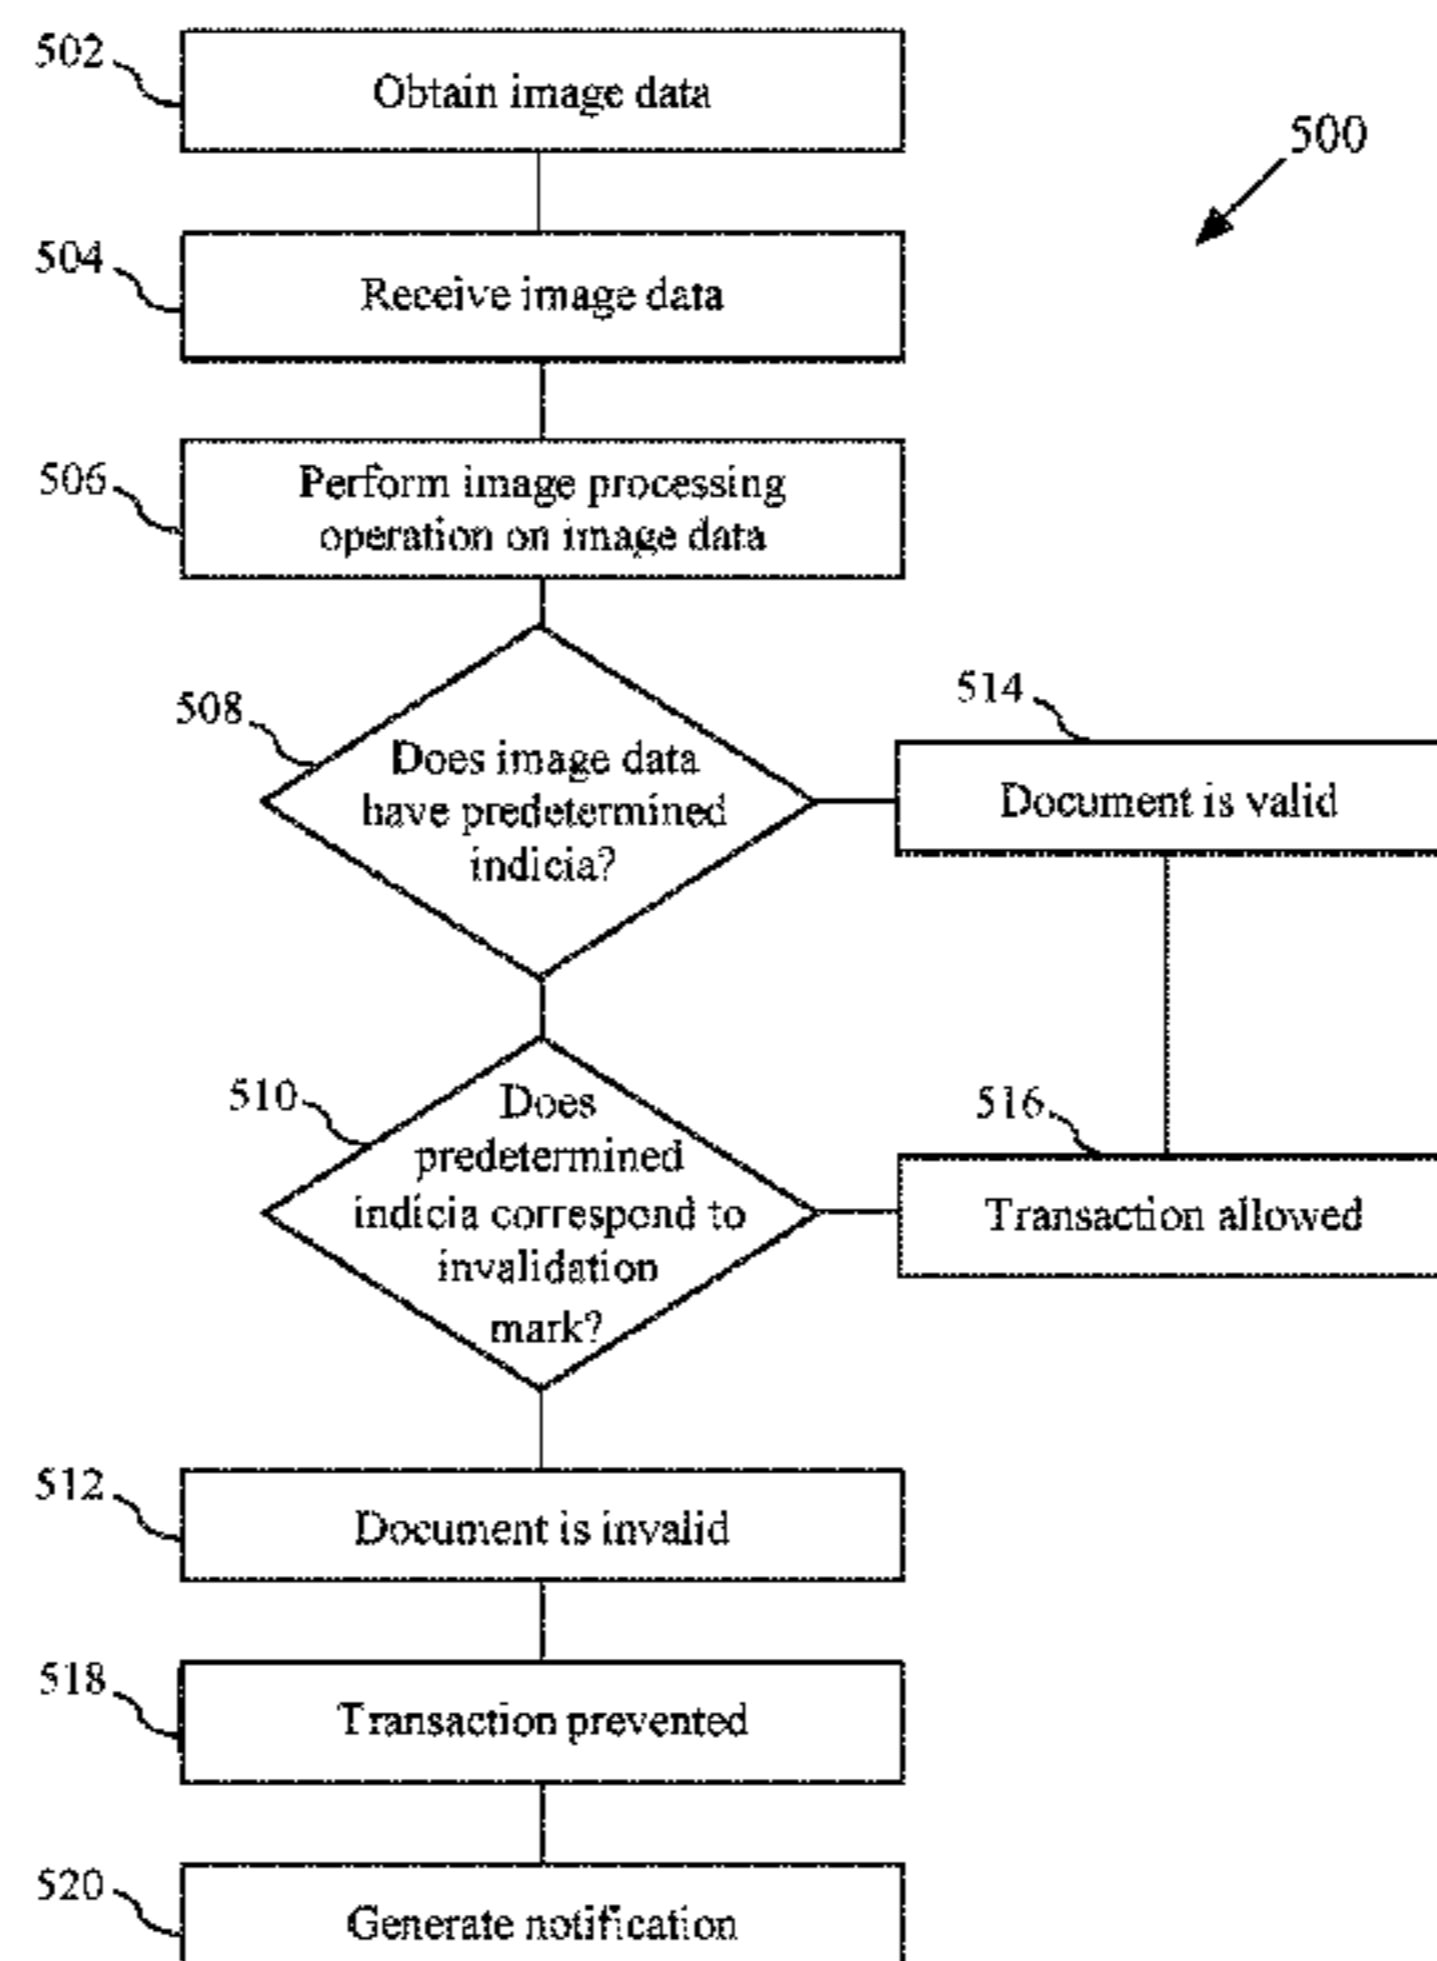 502
Obtain image data
500
504
Receive image data
506
Perform image processing
operation on image data
508
Does image data
have predetermined
indicia?
514
Document is valid
510
Does
predetermined
indicia correspond to
invalidation
mark?
516
Transaction allowed
512
Document is invalid
518
Transaction prevented
520
Generate notification